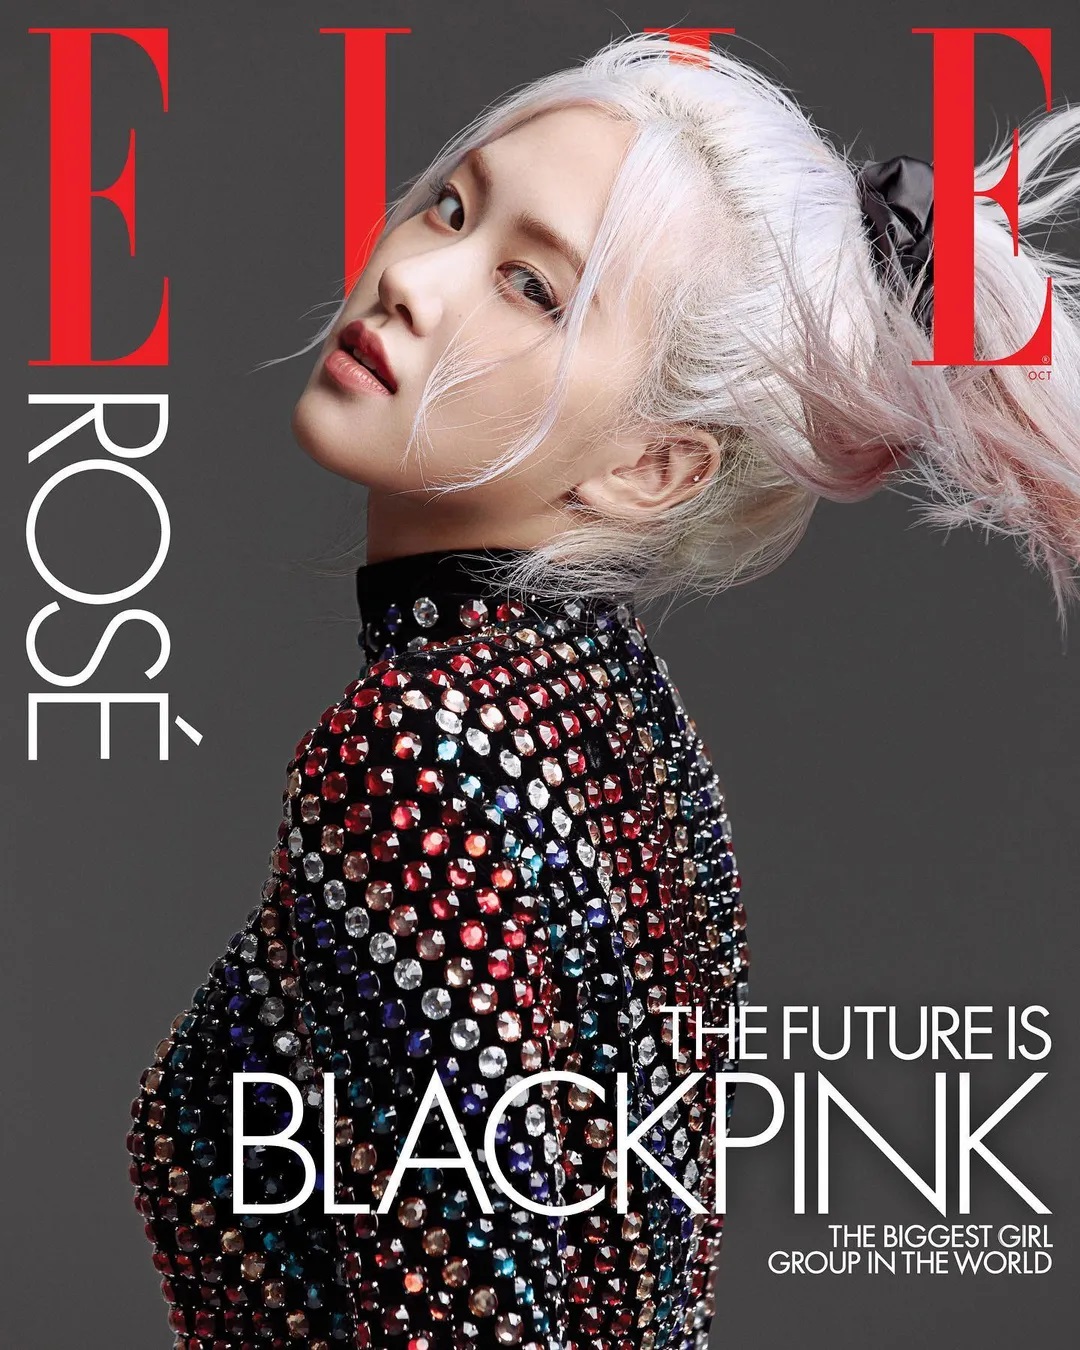 ELLE
®
OCT
ROSÉ
THE FUTURE IS
BLACKPINK
THE BIGGEST GIRL
GROUP IN THE WORLD